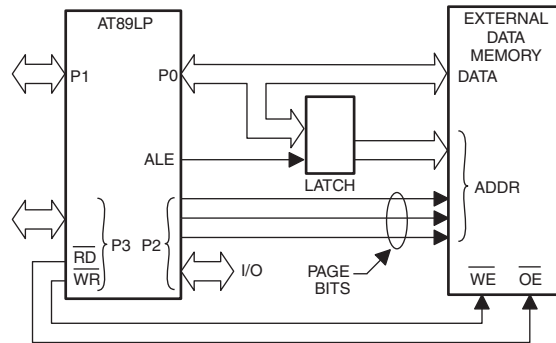 AT89LP
EXTERNAL
DATA
MEMORY
P1
P0
DATA
ALE
LATCH
ADDR
P3
P2
RD
WR
I/O
PAGE
BITS
WE
OE